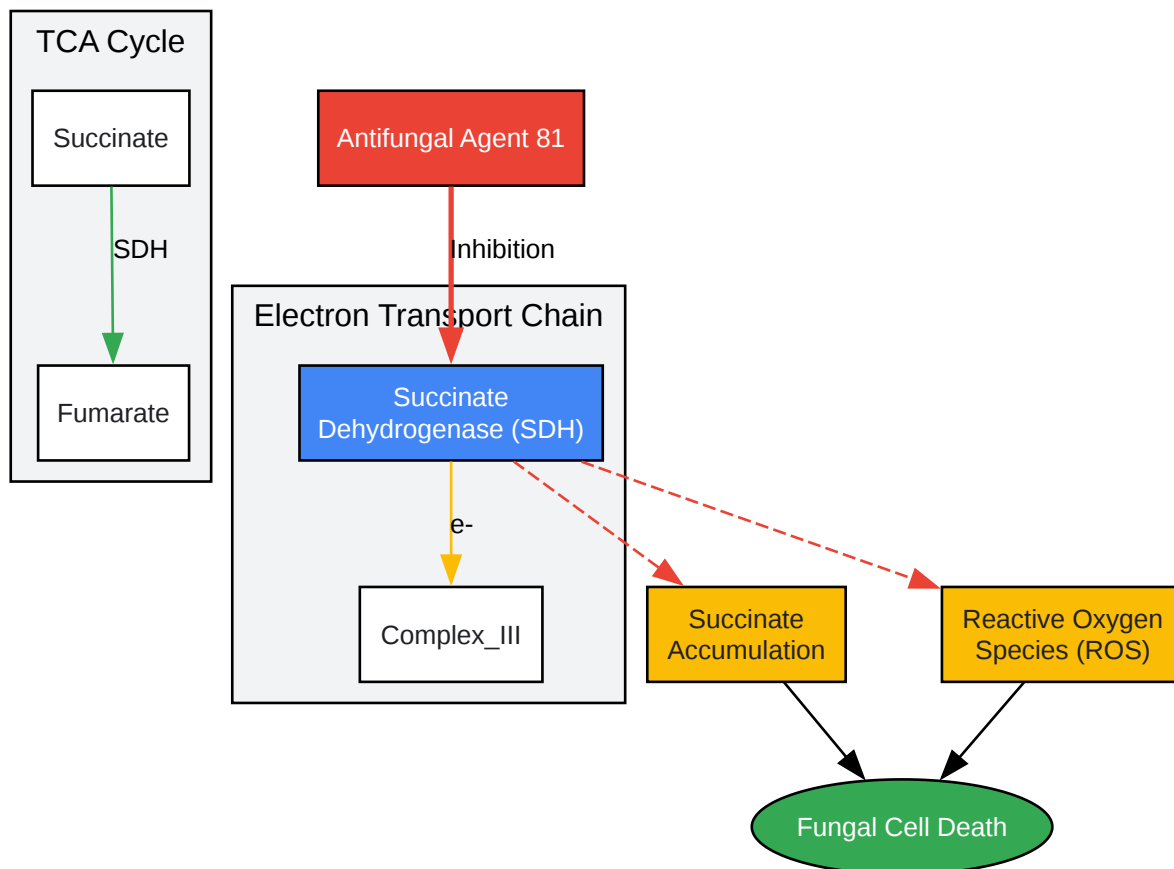 TCA Cycle
Succinate
SDH
Fumarate
Antifungal Agent 81
Inhibition
Electron Transport Chain
Succinate
Dehydrogenase (SDH)
e-
Complex_III
Succinate
Accumulation
Reactive Oxygen
Species (ROS)
Fungal Cell Death